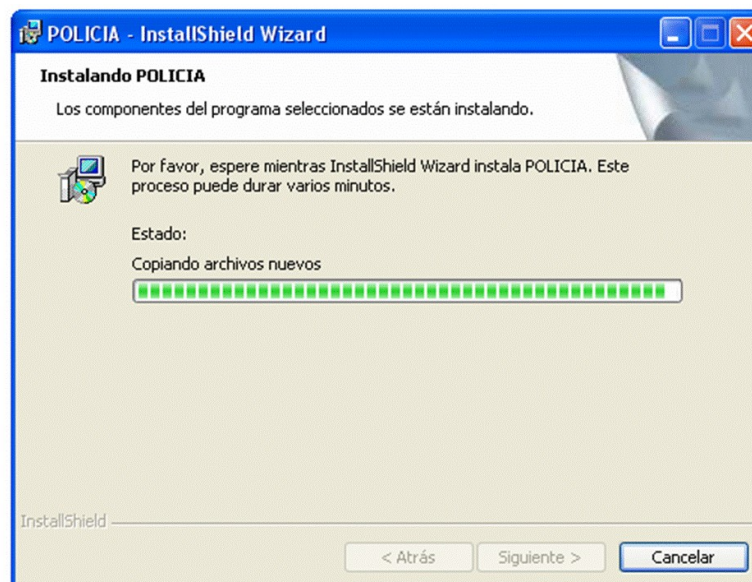 POLICIA - InstallShield Wizard
Instalando POLICIA
Los componentes del programa seleccionados se están instalando.
Por favor, espere mientras InstallShield Wizard instala POLICIA. Este
proceso puede durar varios minutos.
Estado:
Copiando archivos nuevos
InstallShield
< Atrás
Siguiente >
Cancelar